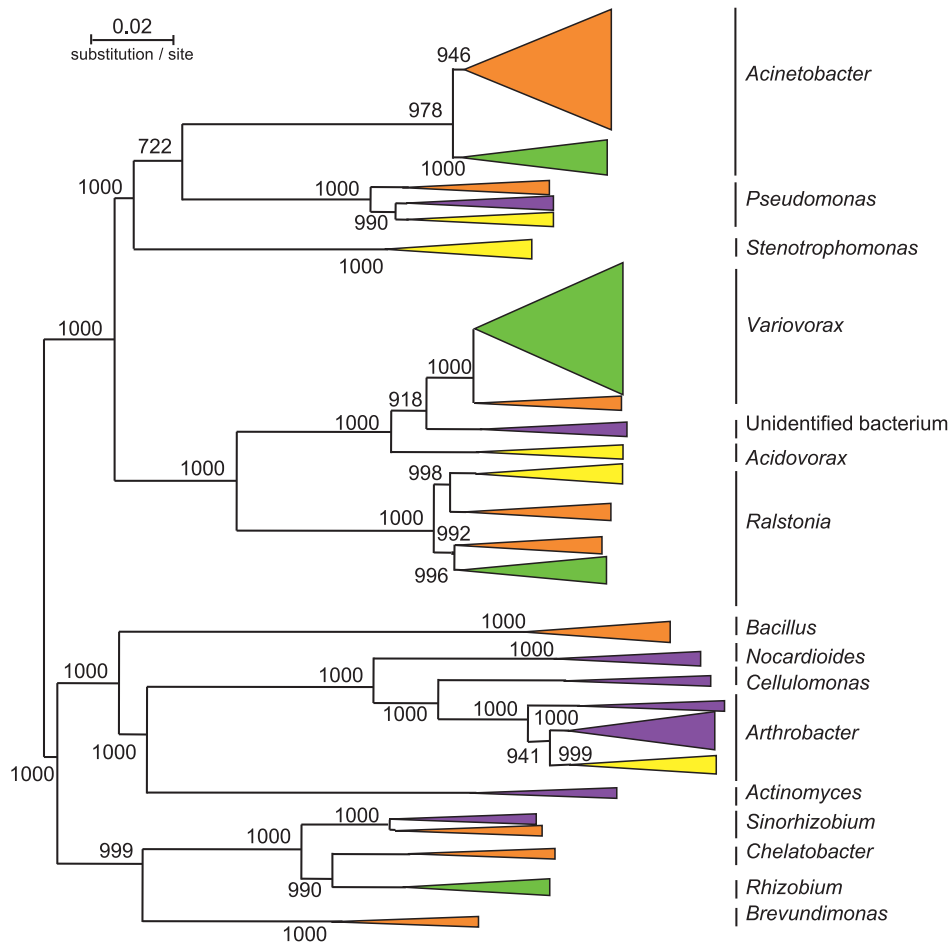 0.02
substitution / site
946
Acinetobacter
978
722
1000
1000
1000
Pseudomonas
990
Stenotrophomonas
1000
Variovorax
1000
1000
918
1000
Unidentified bacterium
Acidovorax
1000
998
Ralstonia
1000
992
996
1000
Bacillus
1000
Nocardioides
1000
1000
Cellulomonas
1000
1000
1000
Arthrobacter
1000
941
999
1000
Actinomyces
1000
Sinorhizobium
1000
999
Chelatobacter
990
Rhizobium
Brevundimonas
1000